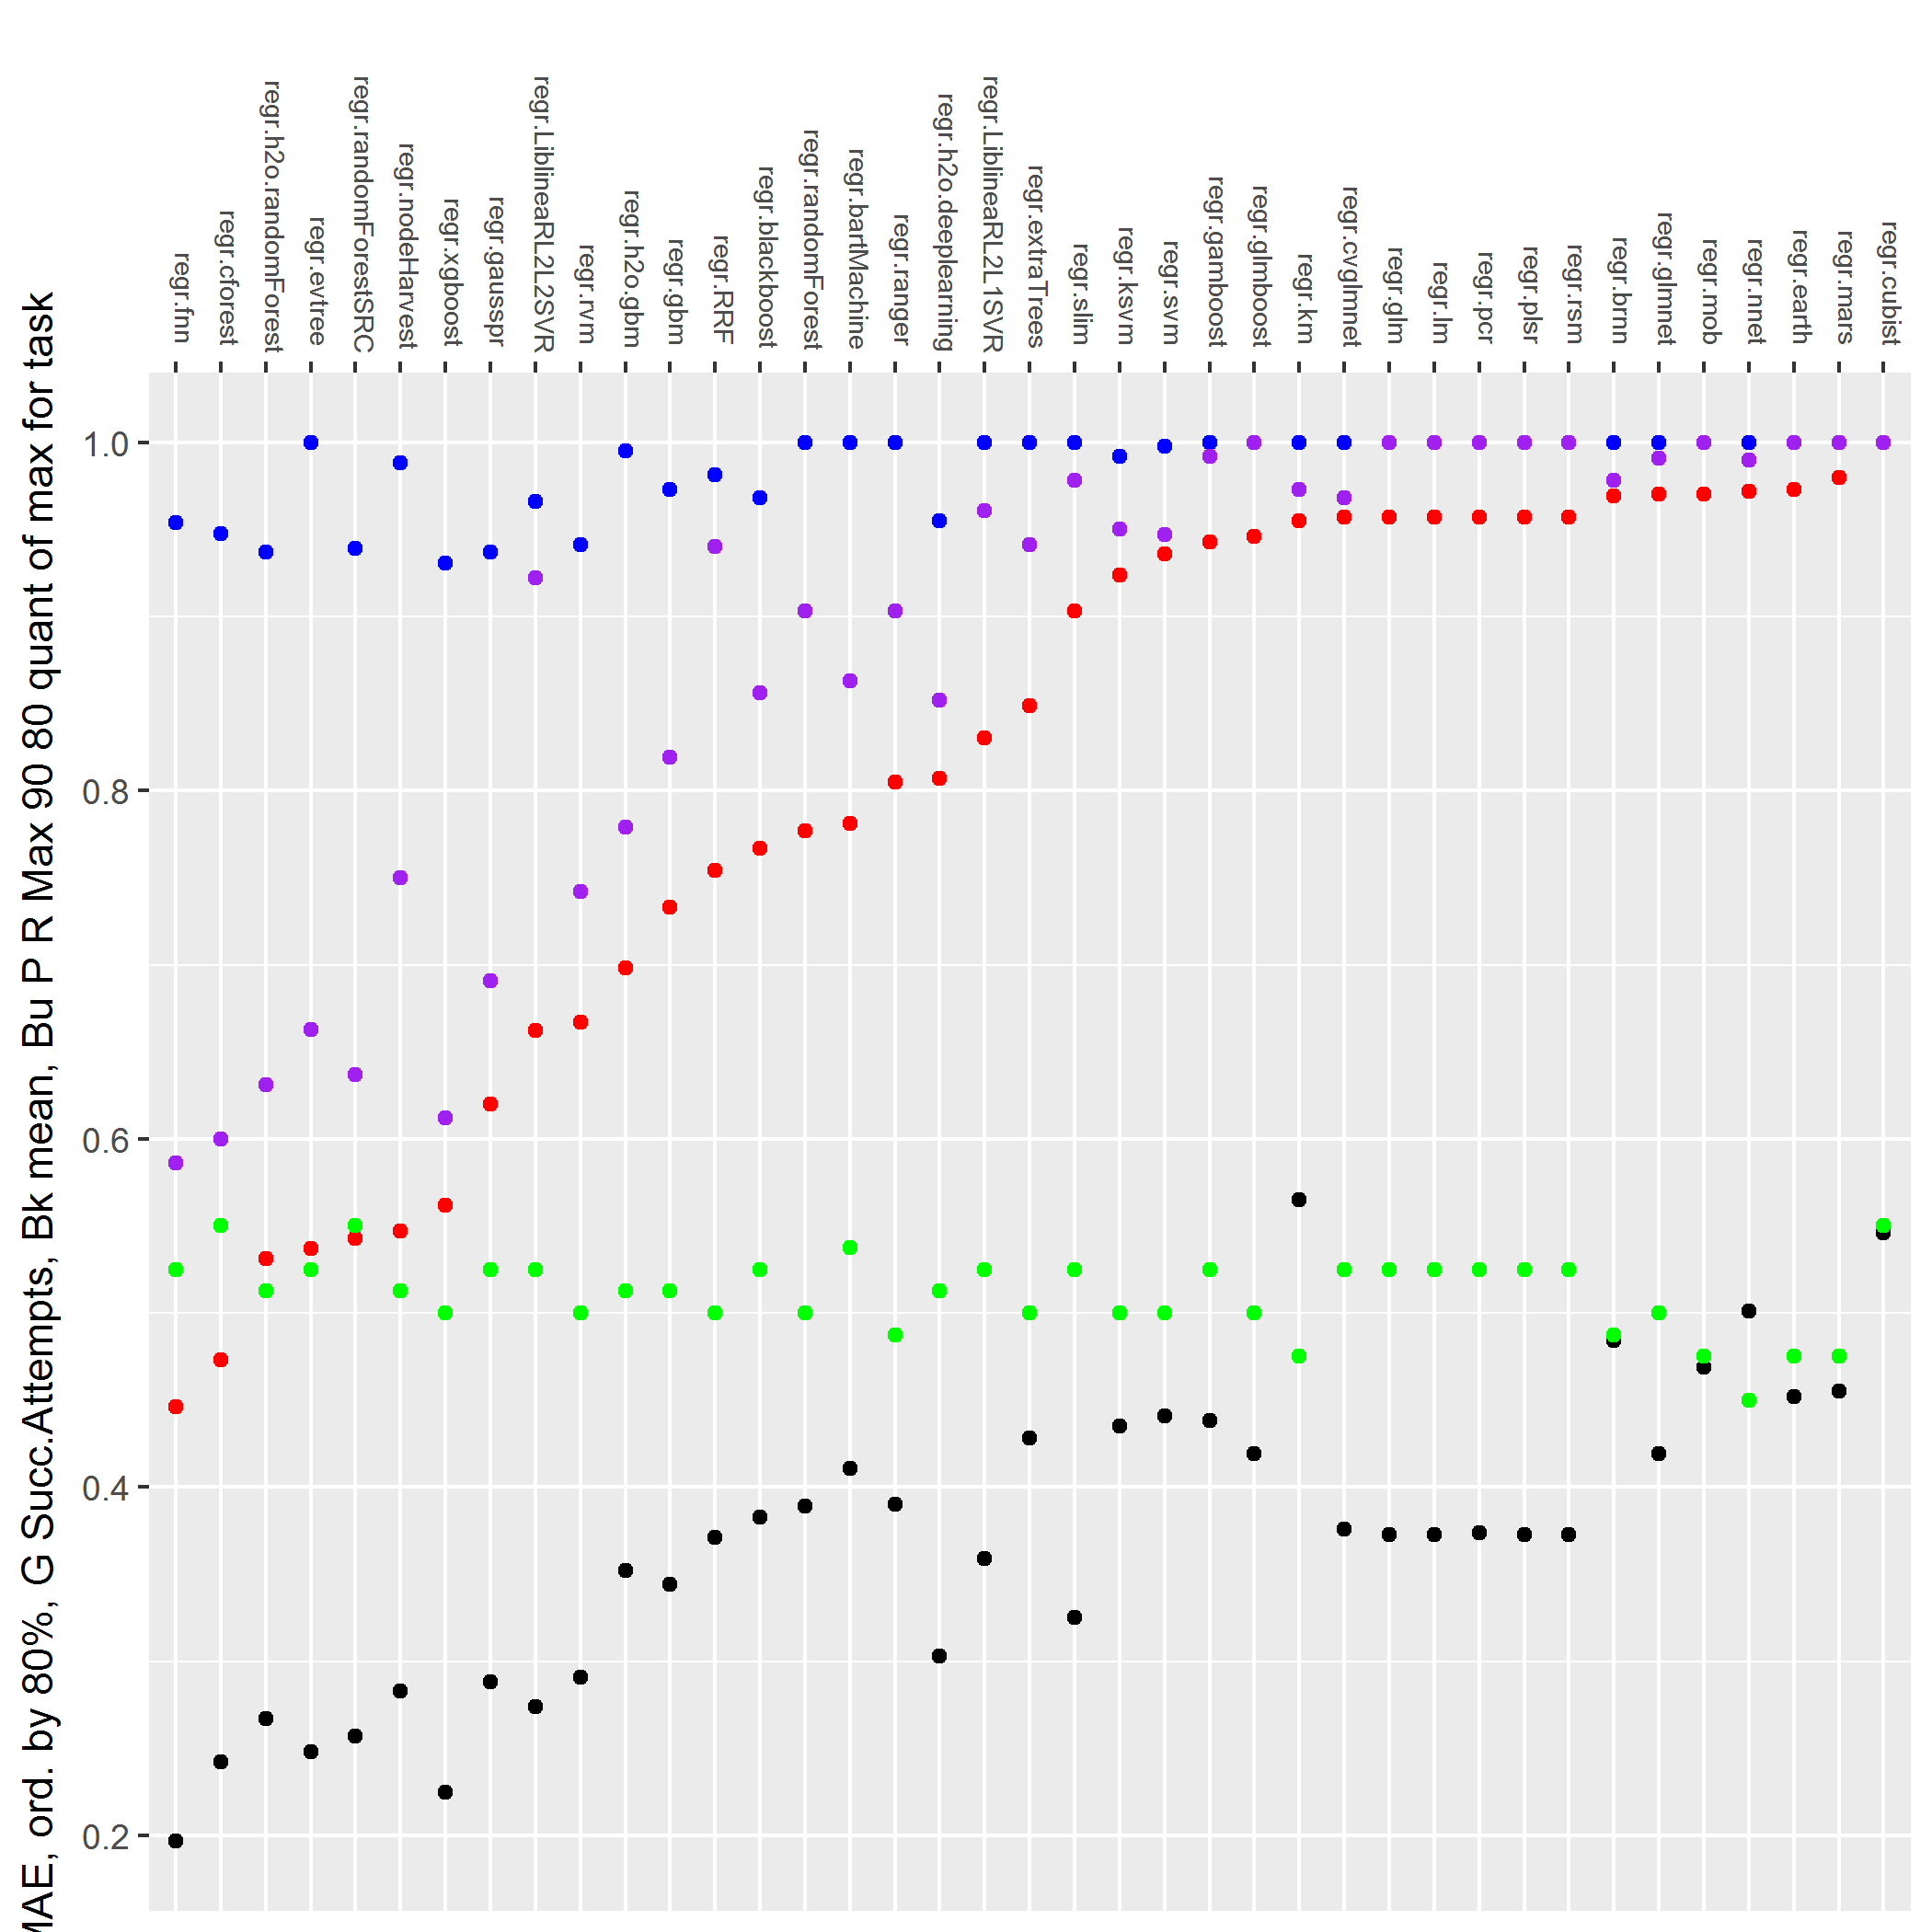 regr.fnn
regr.cforest
regr.h2o.randomForest
regr.evtree
regr.randomForestSRC
regr.nodeHarvest
regr.xgboost
regr.gausspr
regr.LiblineaRL2L2SVR
regr.rvm
regr.h2o.gbm
regr.gbm
regr.RRF
regr.blackboost
regr.randomForest
regr.bartMachine
regr.ranger
regr.h2o.deeplearning
regr.LiblineaRL2L1SVR
regr.extraTrees
regr.slim
regr.ksvm
regr.svm
regr.gamboost
regr.glmboost
regr.km
regr.cvglmnet
regr.glm
regr.lm
regr.pcr
regr.plsr
regr.rsm
regr.brnn
regr.glmnet
regr.mob
regr.nnet
regr.earth
regr.mars
regr.cubist
MAE, ord. by 80%, G Succ.Attempts, Bk mean, Bu P R Max 90 80 quant of max for task
1.0
0.8
0.6
0.4
0.2